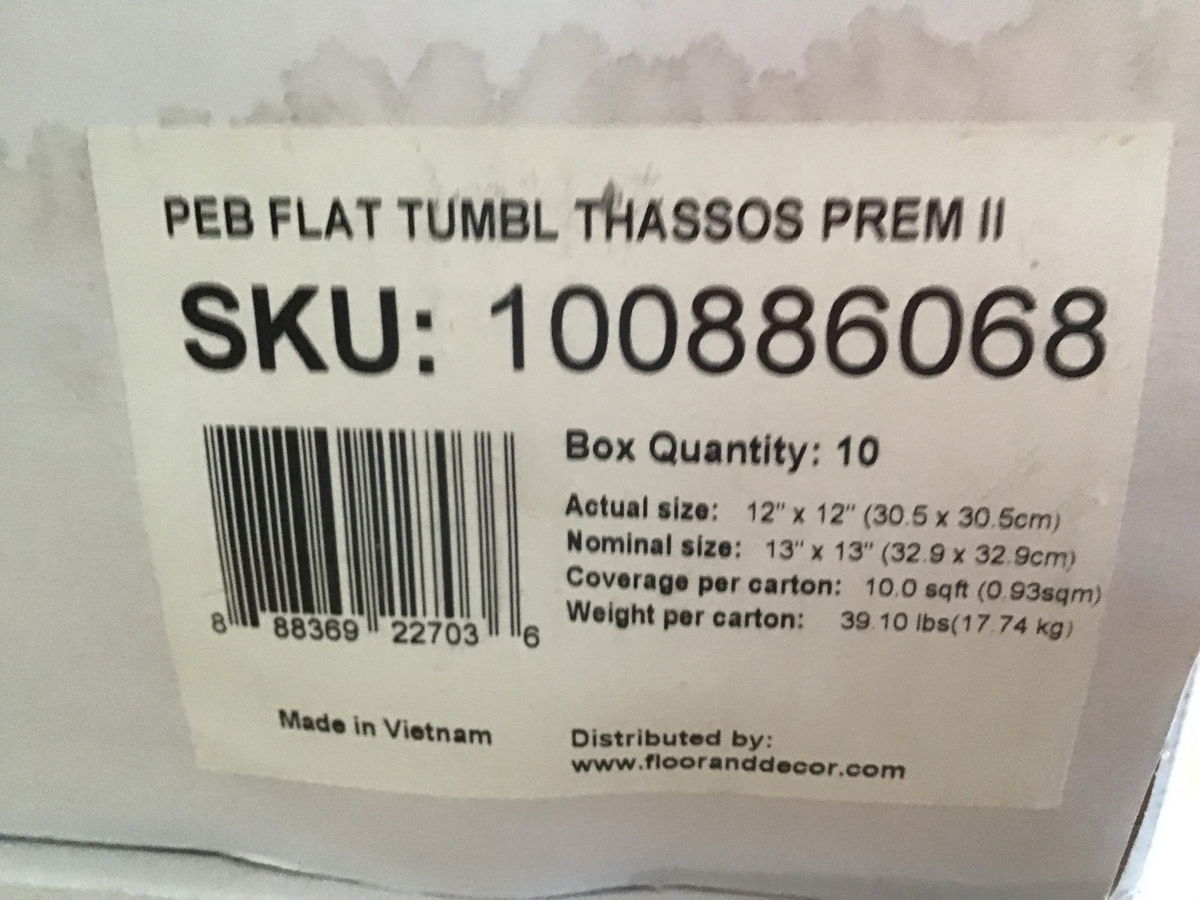 PEB FLAT TUMBL THASSOS PREM II
SKU: 100886068
Box Quantity: 10
Actual size: 12" x 12" (30.5 x 30.5cm)
Nominal size: 13" x 13" (32.9 x 32.9cm)
Coverage per carton: 10.0 sqft (0.93sqm)
Weight per carton: 39.10 lbs(17.74 kg)
8 88369 22703 6
Made in Vietnam
Distributed by:
www.flooranddecor.com